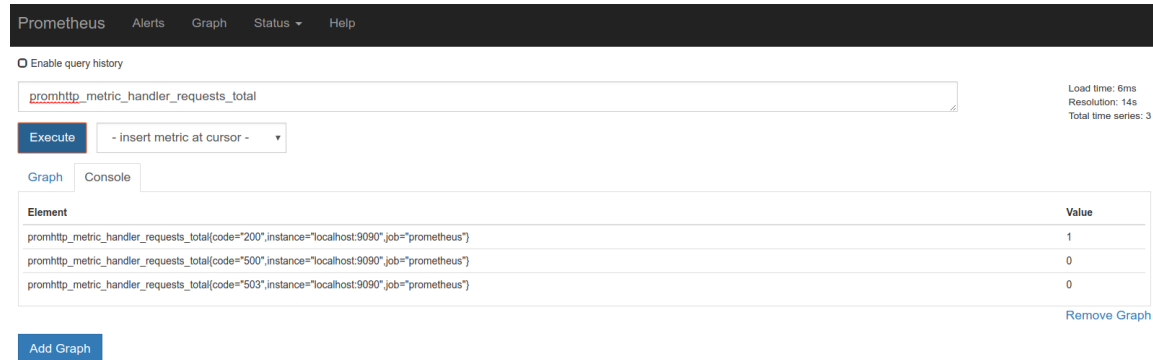 Prometheus Alerts Graph Status Help
Enable query history
promhttp_metric_handler_requests_total
Load time: 6ms
Resolution: 14s
Total time series: 3
Execute - insert metric at cursor -
Graph Console
Element Value
promhttp_metric_handler_requests_total{code="200",instance="localhost:9090",job="prometheus"} 1
promhttp_metric_handler_requests_total{code="500",instance="localhost:9090",job="prometheus"} 0
promhttp_metric_handler_requests_total{code="503",instance="localhost:9090",job="prometheus"} 0
Remove Graph
Add Graph